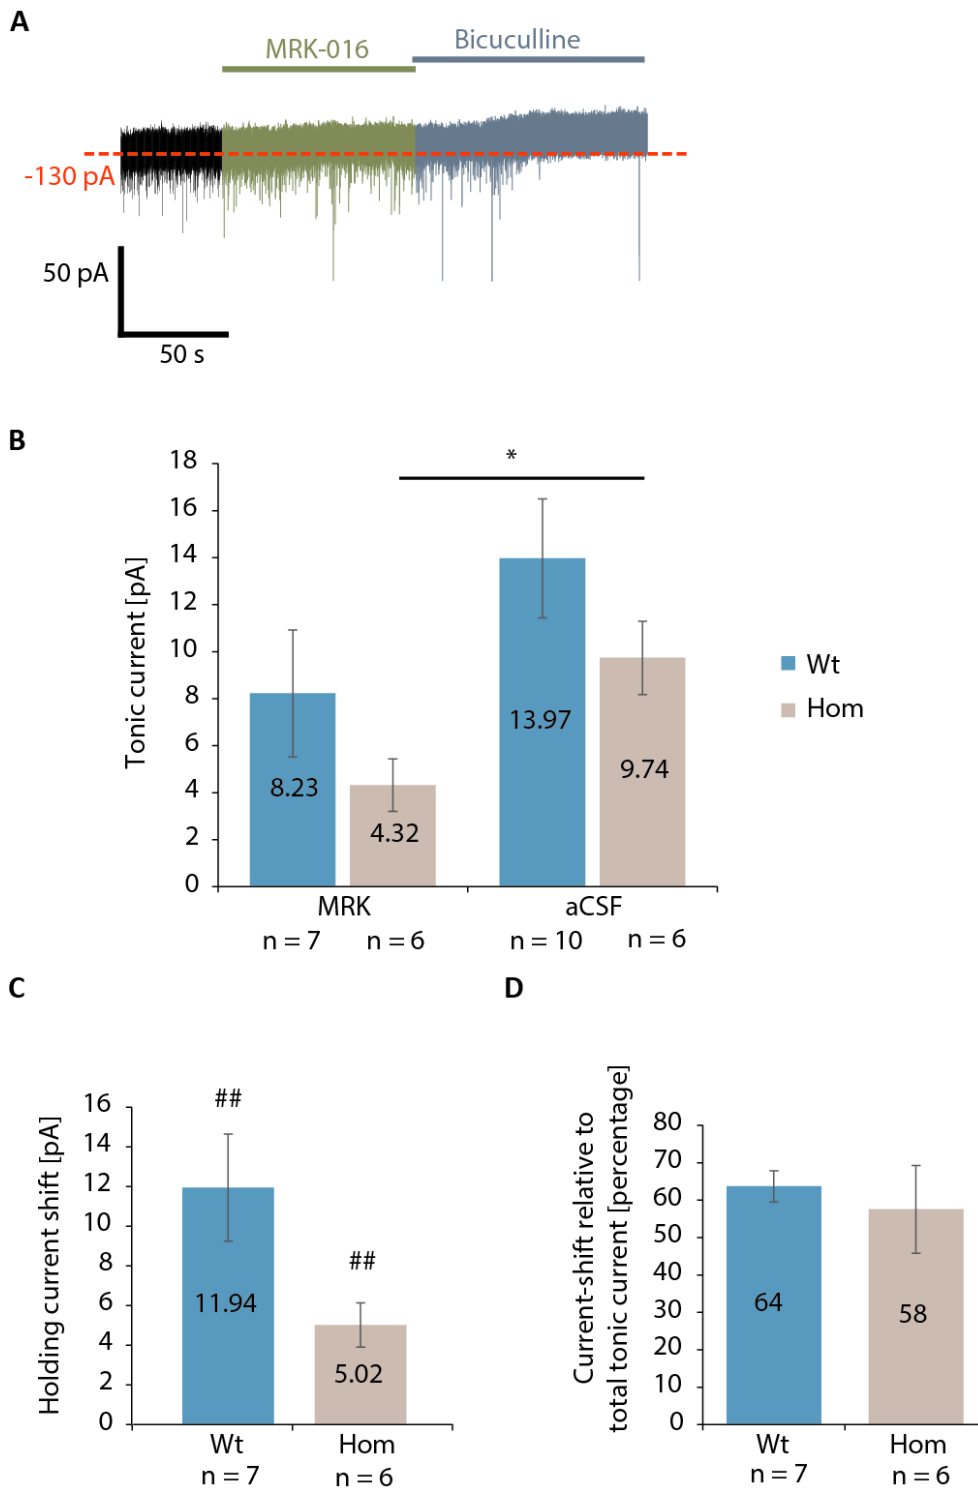 A
MRK-016
Bicuculline
-130 pA
50 pA
50 s
B
*
Tonic current [pA]
18
16
14
12
10
8
6
4
2
0
8.23
4.32
13.97
9.74
Wt
Hom
MRK
aCSF
n = 7
n = 6
n = 10
n = 6
C
Holding current shift [pA]
16
14
12
10
8
6
4
2
0
##
##
11.94
5.02
Wt
Hom
n = 7
n = 6
D
Current-shift relative to
total tonic current [percentage]
80
70
60
50
40
30
20
10
0
64
58
Wt
Hom
n = 7
n = 6